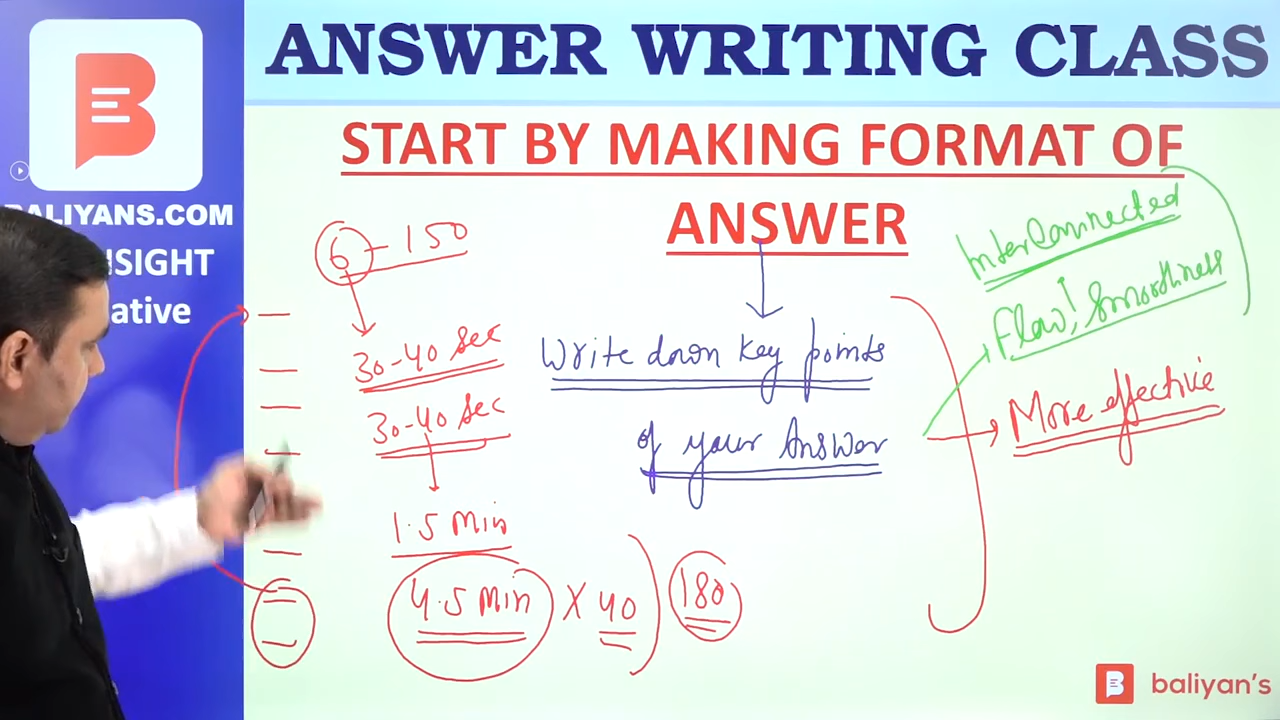 ANSWER WRITING CLASS
BALIYANS.COM
INSIGHT
ative
START BY MAKING FORMAT OF
ANSWER
6 - 150
30-40 Sec
30-40 Sec
1.5 Min
4.5 Min X 40 180
Write down key points
of your Answer
InterConnected
Flow, Smoothness
More effective
baliyan's